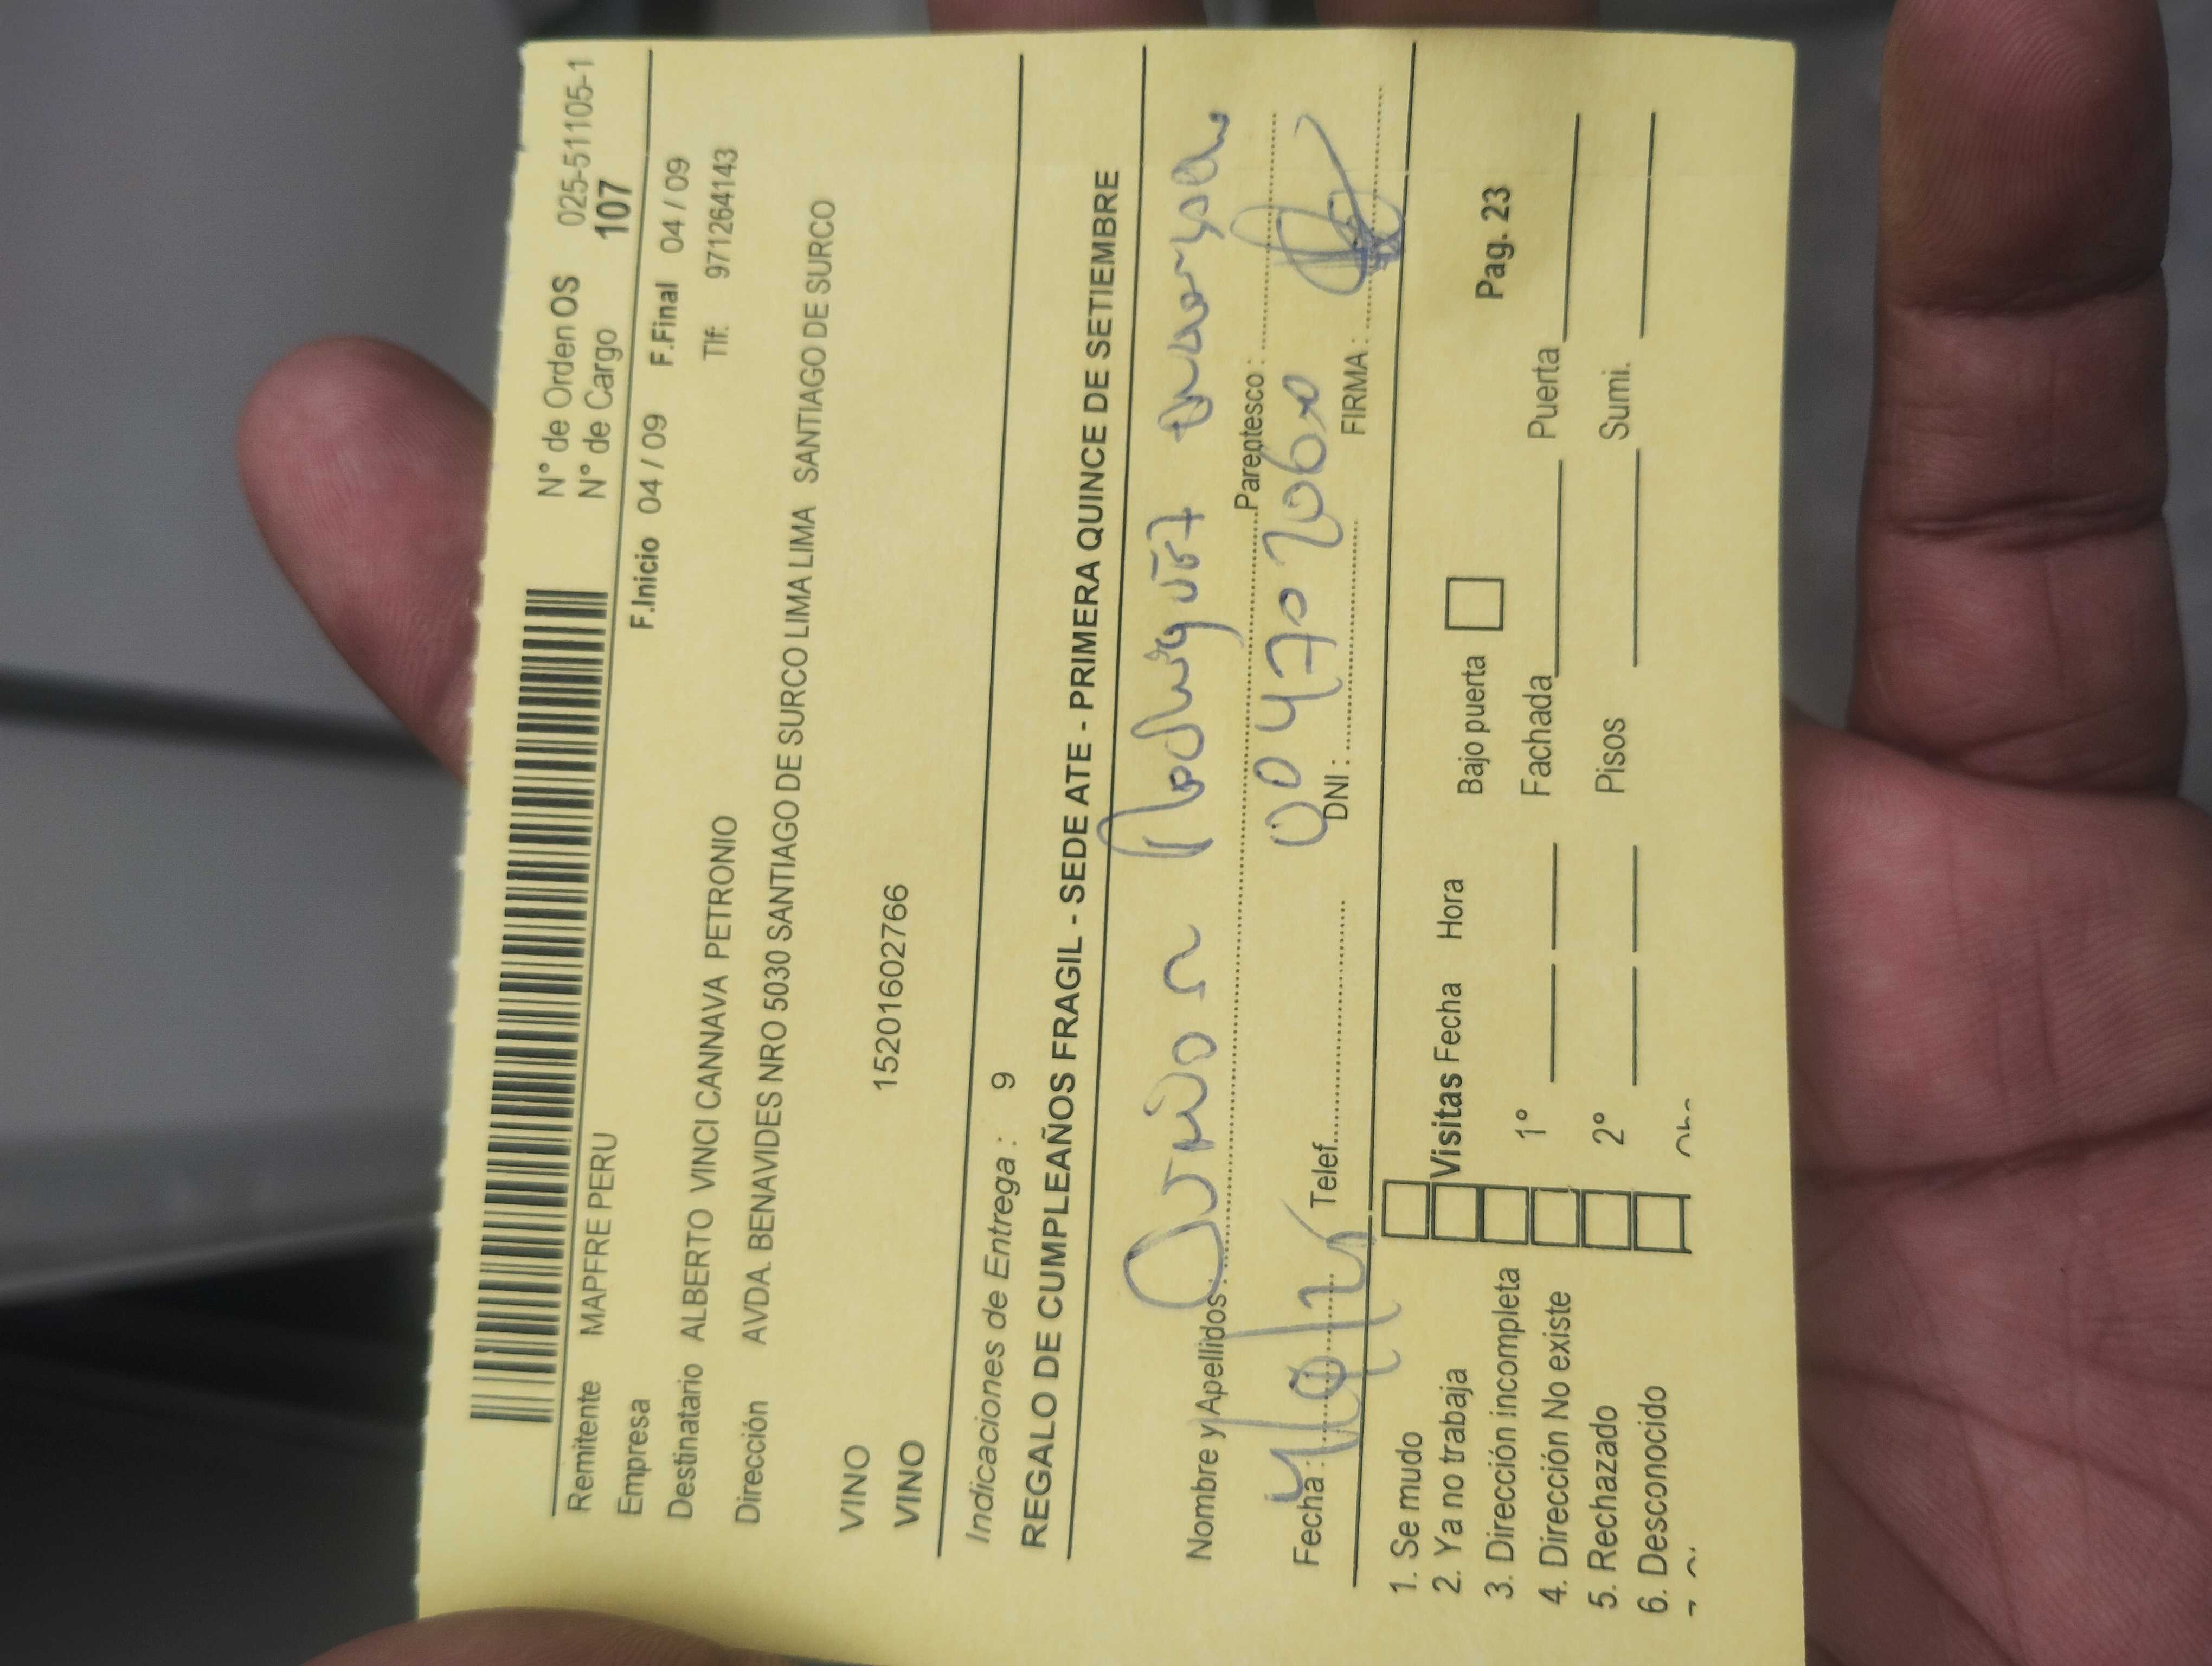 N° de Orden OS 025-51105-1
N° de Cargo 107
Remitente MAPFRE PERU
F.Inicio 04 / 09 F.Final 04 / 09
Empresa
Tlf: 971264143
Destinatario ALBERTO VINCI CANNAVA PETRONIO
Dirección AVDA. BENAVIDES NRO 5030 SANTIAGO DE SURCO LIMA LIMA SANTIAGO DE SURCO
VINO
VINO 15201602766
Indicaciones de Entrega : 9
REGALO DE CUMPLEAÑOS FRAGIL - SEDE ATE - PRIMERA QUINCE DE SETIEMBRE
Nombre y Apellidos: Rodríguez
Parentesco :
Fecha : Telef. DNI : FIRMA :
1. Se mudo
2. Ya no trabaja Visitas Fecha Hora Bajo puerta Pag. 23
3. Dirección incompleta
4. Dirección No existe 1° Fachada Puerta
5. Rechazado
6. Desconocido 2° Pisos Sumi.